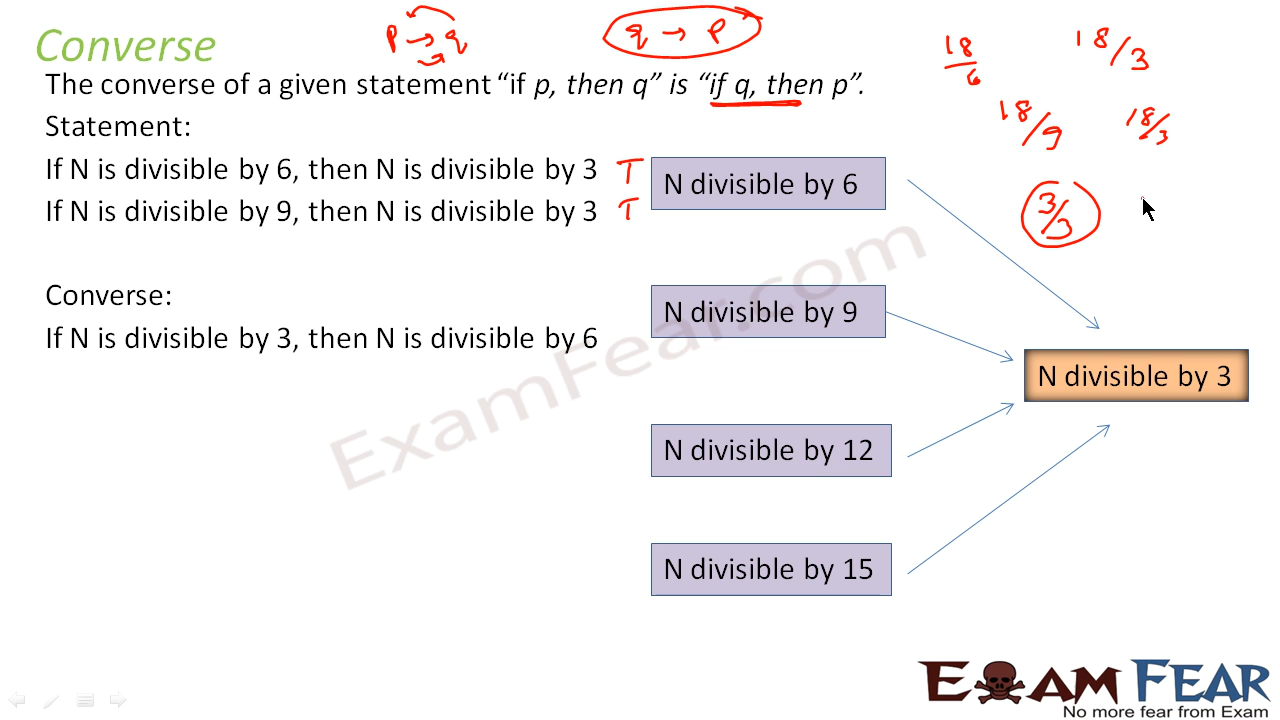 Converse
p → q
q → p
18/6
18/3
The converse of a given statement “if p, then q” is “if q, then p”.
18/9
18/3
Statement:
If N is divisible by 6, then N is divisible by 3 T
If N is divisible by 9, then N is divisible by 3 T
N divisible by 6
3/3
Converse:
If N is divisible by 3, then N is divisible by 6
N divisible by 9
N divisible by 3
N divisible by 12
N divisible by 15
ExamFear.com
EXAM FEAR
No more fear from Exam